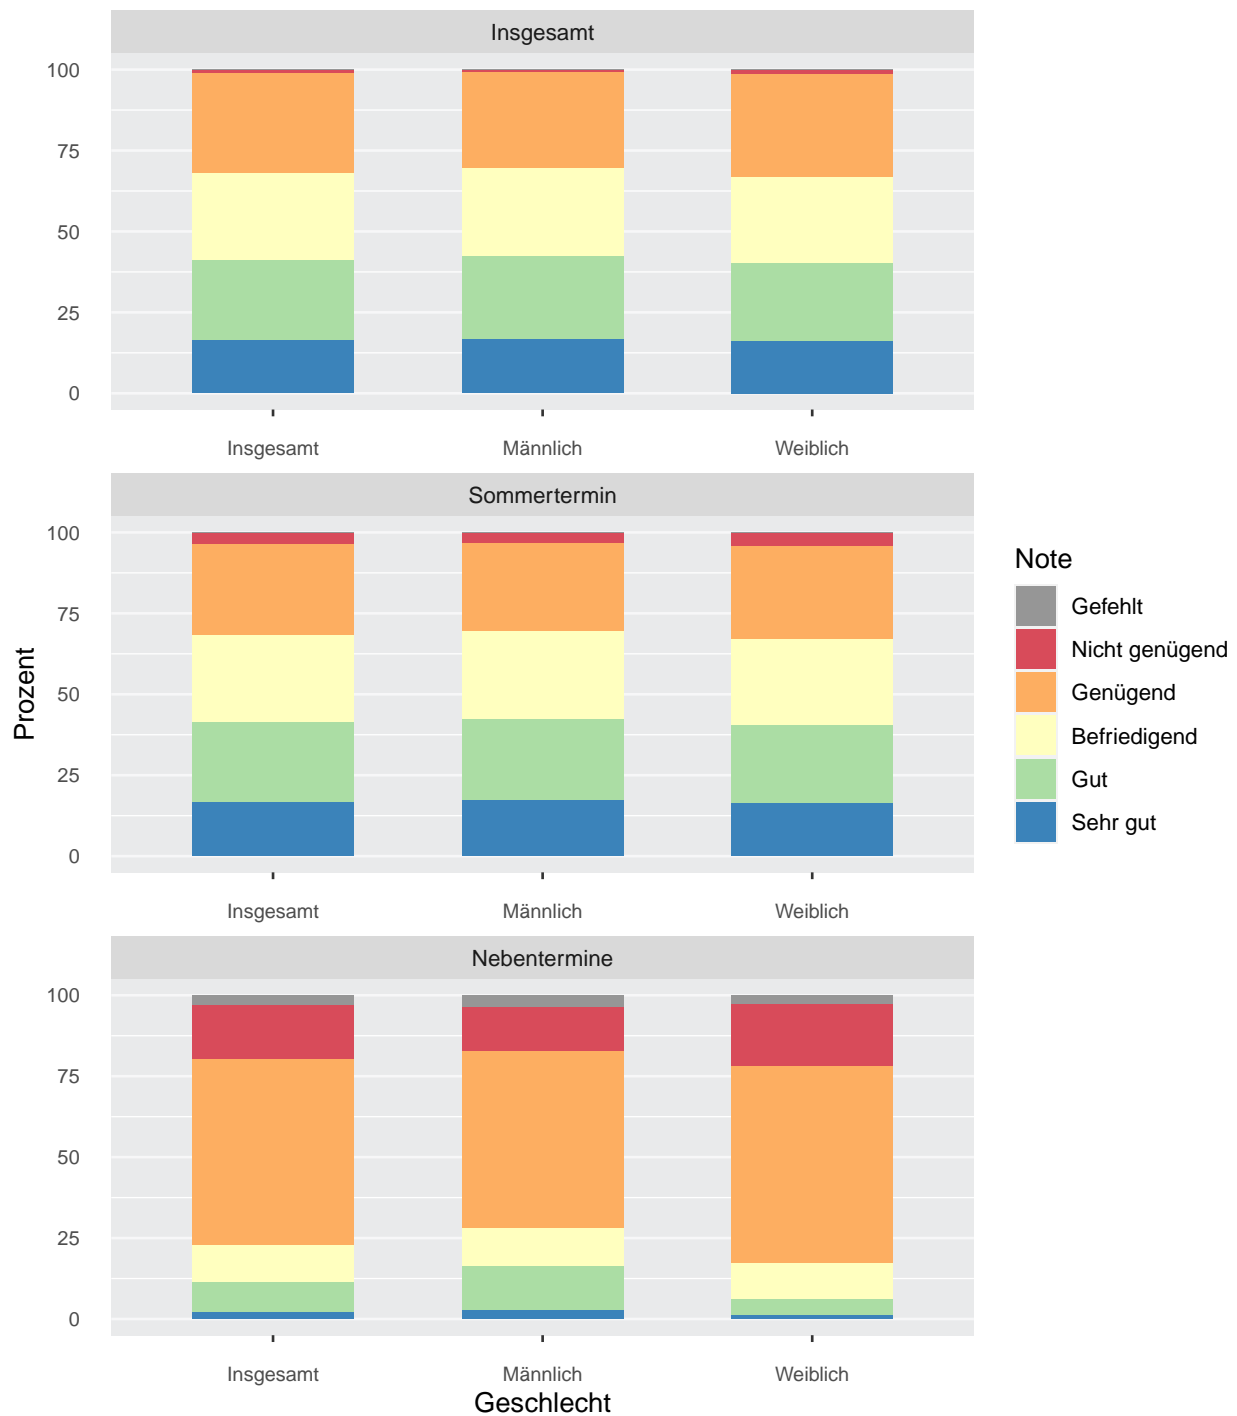 Insgesamt
100
75
50
25
0
Insgesamt Männlich Weiblich
Sommertermin
100
75
50
25
0
Insgesamt Männlich Weiblich
Nebentermine
100
75
50
25
0
Insgesamt Männlich Weiblich
Geschlecht
Prozent
Note
Gefehlt
Nicht genügend
Genügend
Befriedigend
Gut
Sehr gut